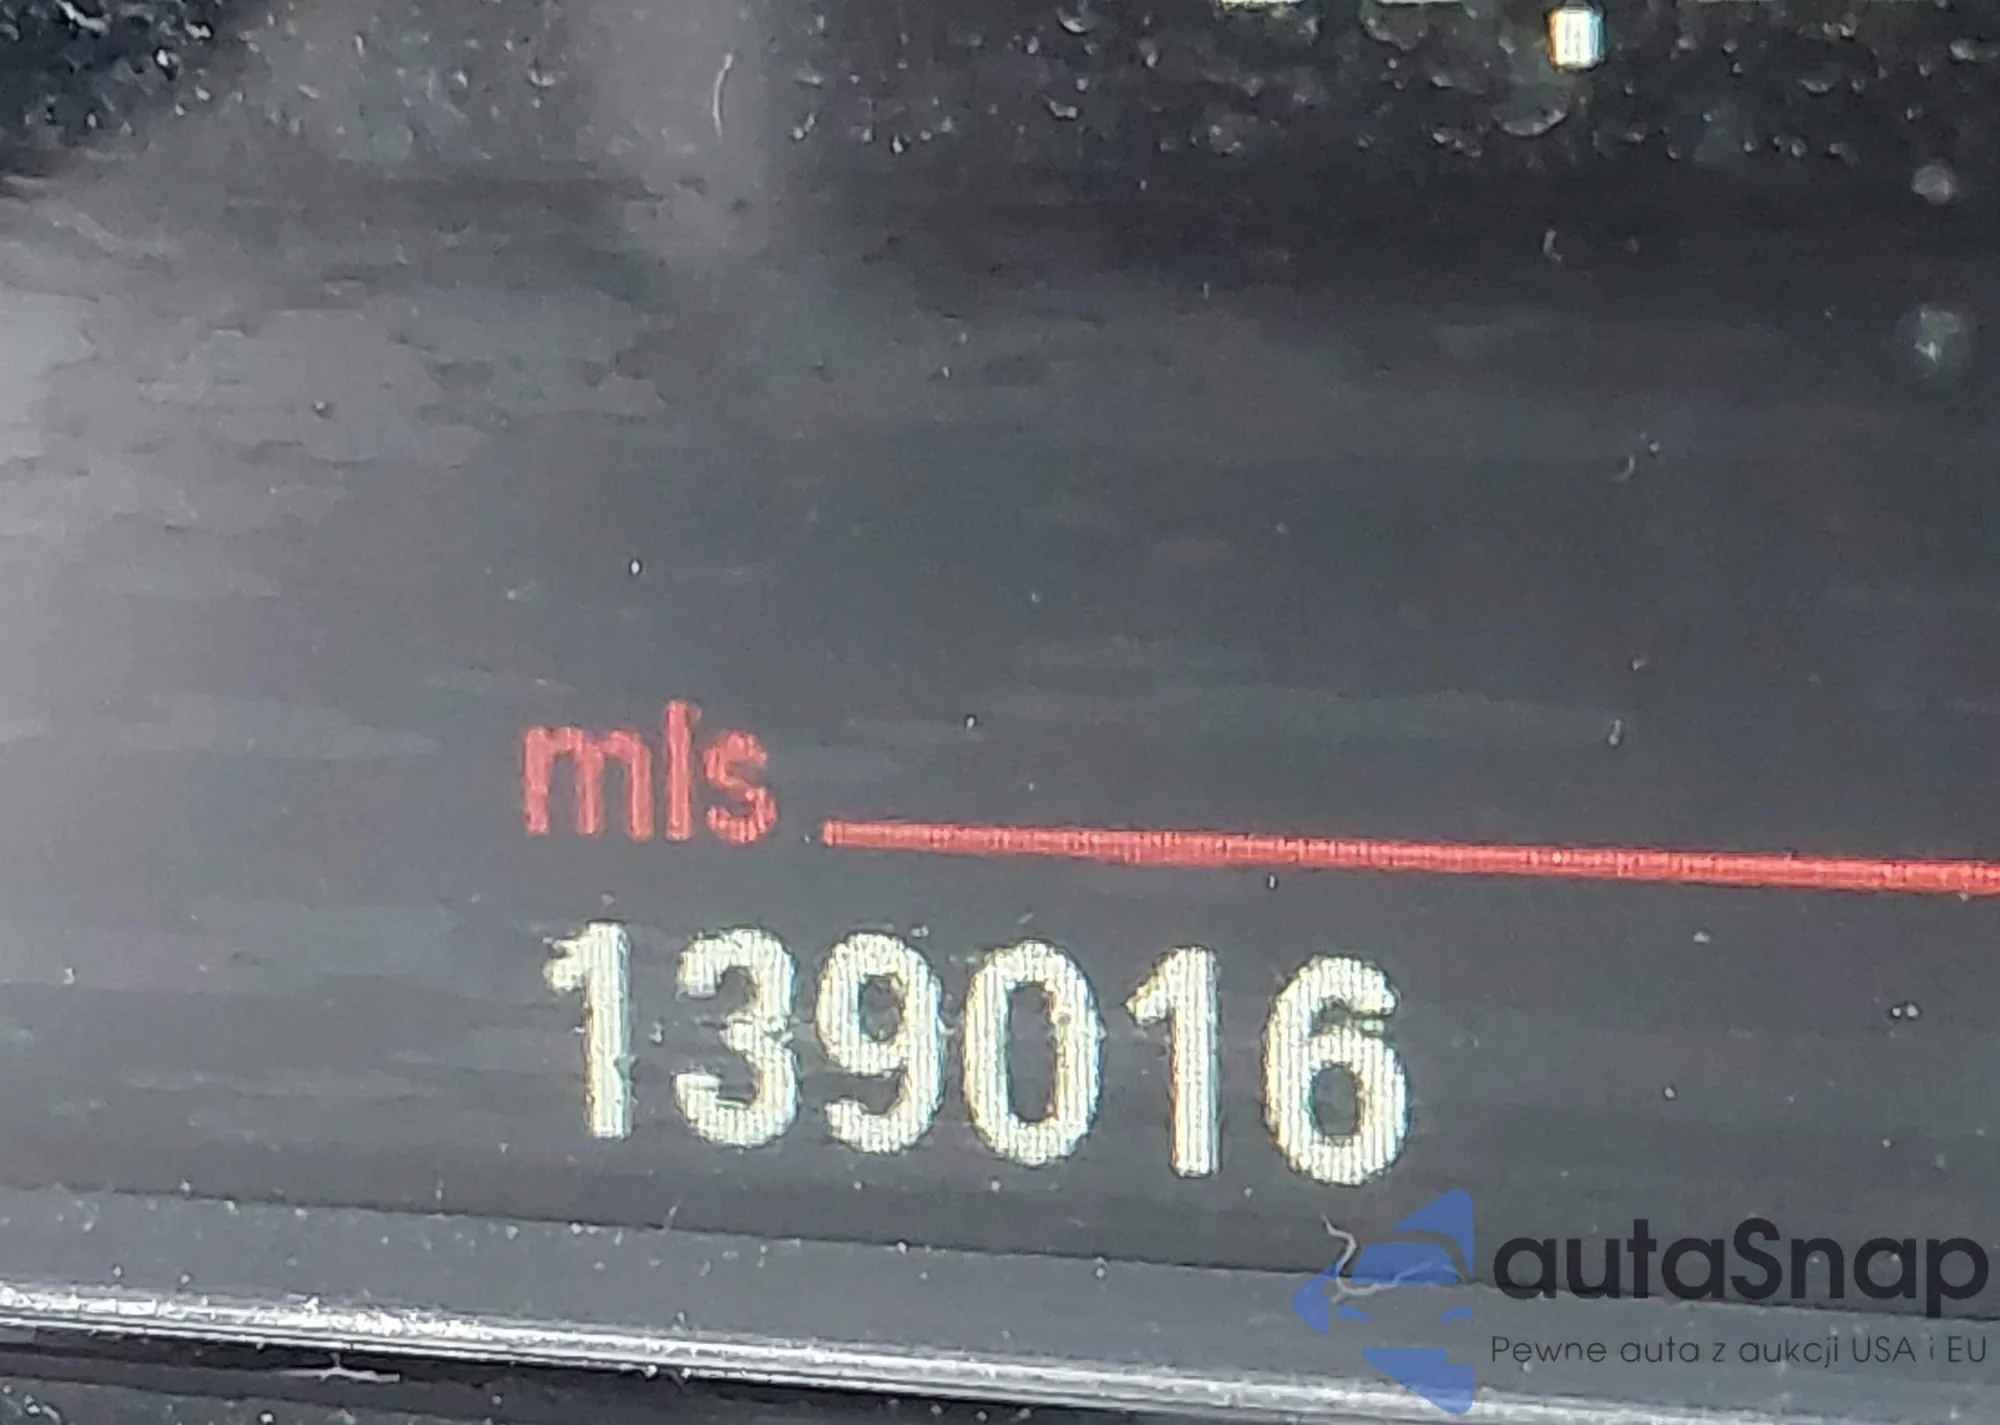 mls
139016
autaSnap
Pewne auta z aukcji USA i EU